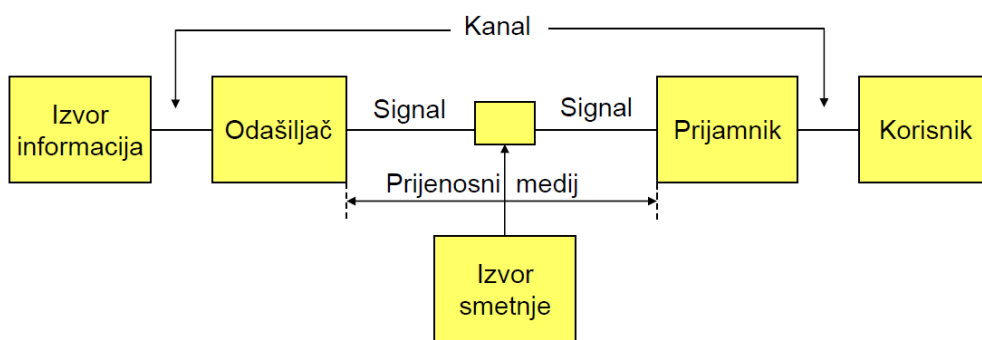 Kanal
Izvor
informacija
Odašiljač
Signal
Signal
Prijamnik
Korisnik
Prijenosni medij
Izvor
smetnje